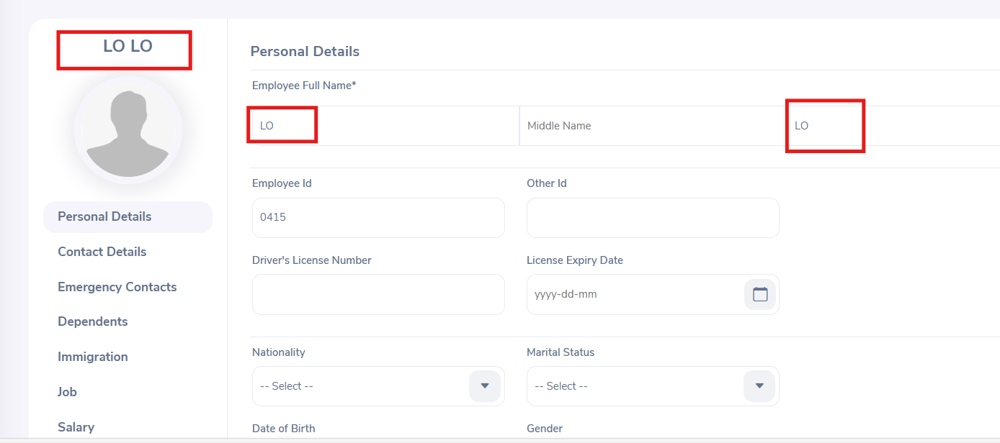 LO LO
Personal Details
Employee Full Name*
LO Middle Name LO
Employee Id Other Id
0415
Driver's License Number License Expiry Date
yyyy-dd-mm
Nationality Marital Status
-- Select -- -- Select --
Date of Birth Gender
Personal Details
Contact Details
Emergency Contacts
Dependents
Immigration
Job
Salary